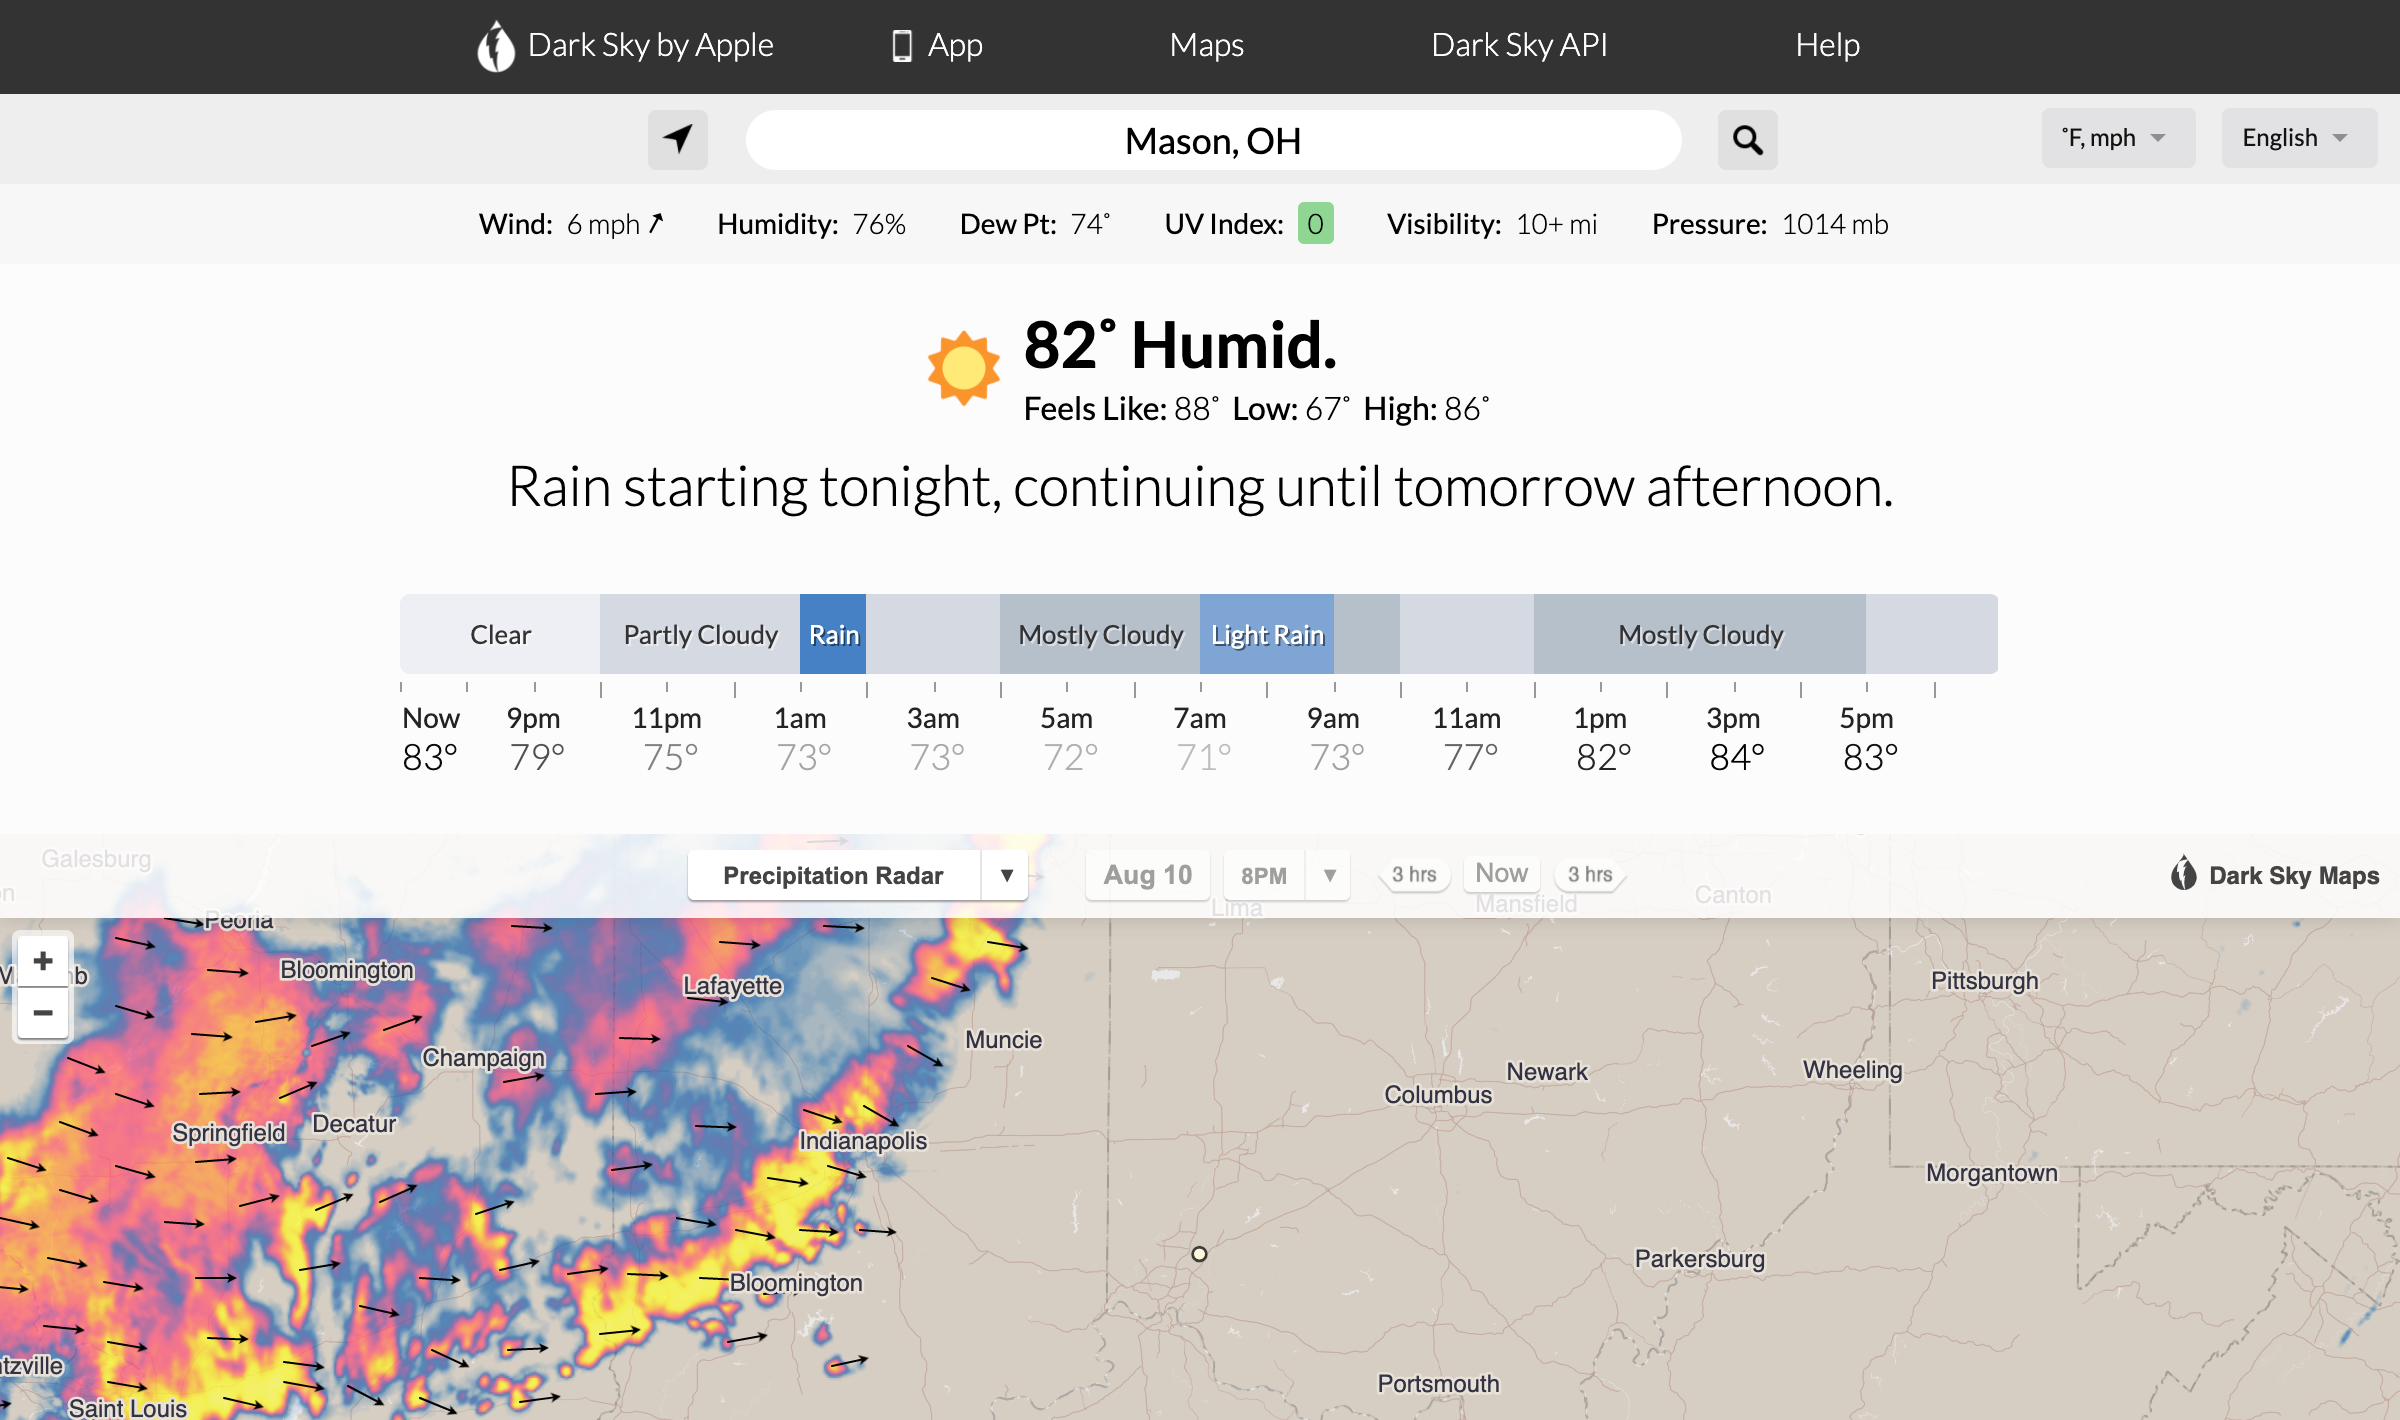 Dark Sky by Apple App Maps Dark Sky API Help
Mason, OH ˚F, mph English
Wind: 6 mph Humidity: 76% Dew Pt: 74˚ UV Index: 0 Visibility: 10+ mi Pressure: 1014 mb
82˚ Humid.
Feels Like: 88˚ Low: 67˚ High: 86˚
Rain starting tonight, continuing until tomorrow afternoon.
Clear Partly Cloudy Rain Mostly Cloudy Light Rain Mostly Cloudy
Now 9pm 11pm 1am 3am 5am 7am 9am 11am 1pm 3pm 5pm
83° 79° 75° 73° 73° 72° 71° 73° 77° 82° 84° 83°
Galesburg
Precipitation Radar ▼ Aug 10 8PM ▼ 3 hrs Now 3 hrs Dark Sky Maps
Canton
Lima Mansfield
Peoria
+
Bloomington
Lafayette
Pittsburgh
−
Muncie
Champaign
Newark
Wheeling
Columbus
Springfield
Decatur
Indianapolis
Morgantown
Parkersburg
Bloomington
tzville
Portsmouth
Saint Louis